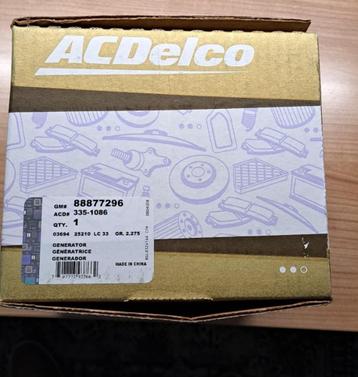 ACDelco
GM# 88877296
ACD# 335-1086
QTY. 1
03694 25210 LC 33 GR. 2.275
GENERATOR
GÉNÉRATRICE
GENERADOR
MADE IN CHINA